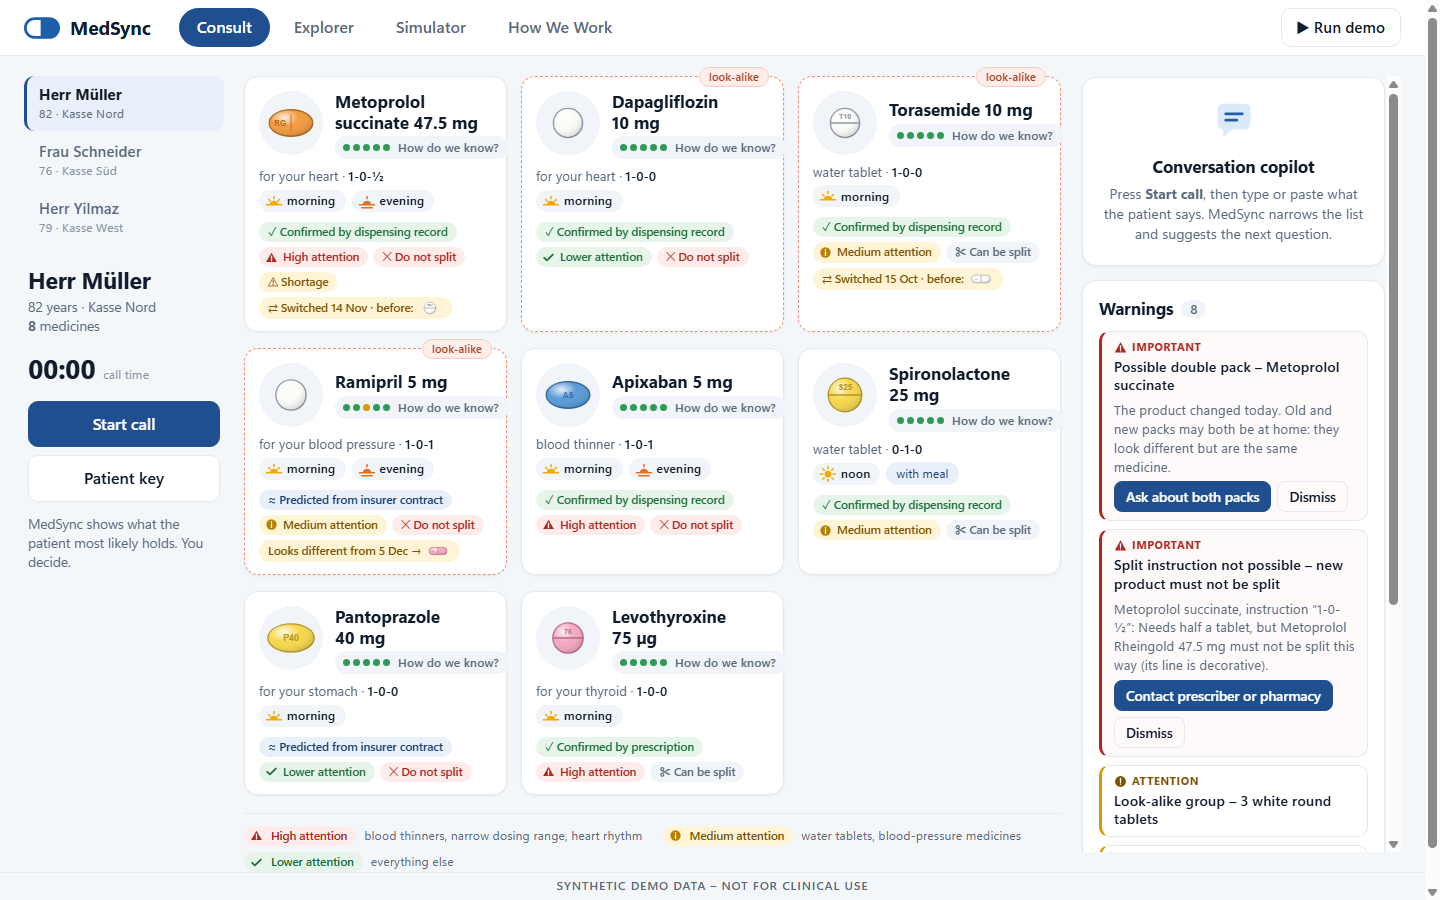 MedSync
Consult
Explorer
Simulator
How We Work
▶ Run demo
Herr Müller
82 · Kasse Nord
Frau Schneider
76 · Kasse Süd
Herr Yilmaz
79 · Kasse West
Herr Müller
82 years · Kasse Nord
8 medicines
00:00 call time
Start call
Patient key
MedSync shows what the
patient most likely holds. You
decide.
RG
Metoprolol
succinate 47.5 mg
How do we know?
for your heart · 1-0-½
morning
evening
✓ Confirmed by dispensing record
High attention
Do not split
Shortage
⇄ Switched 14 Nov · before:
look-alike
Dapagliflozin
10 mg
How do we know?
for your heart · 1-0-0
morning
✓ Confirmed by dispensing record
Lower attention
Do not split
look-alike
T10
Torasemide 10 mg
How do we know?
water tablet · 1-0-0
morning
✓ Confirmed by dispensing record
Medium attention
Can be split
⇄ Switched 15 Oct · before:
look-alike
Ramipril 5 mg
How do we know?
for your blood pressure · 1-0-1
morning
evening
≈ Predicted from insurer contract
Medium attention
Do not split
Looks different from 5 Dec →
A5
Apixaban 5 mg
How do we know?
blood thinner · 1-0-1
morning
evening
✓ Confirmed by dispensing record
High attention
Do not split
S25
Spironolactone
25 mg
How do we know?
water tablet · 0-1-0
noon
with meal
✓ Confirmed by dispensing record
Medium attention
Can be split
P40
Pantoprazole
40 mg
How do we know?
for your stomach · 1-0-0
morning
≈ Predicted from insurer contract
Lower attention
Do not split
75
Levothyroxine
75 µg
How do we know?
for your thyroid · 1-0-0
morning
✓ Confirmed by prescription
High attention
Can be split
High attention blood thinners, narrow dosing range, heart rhythm
Medium attention water tablets, blood-pressure medicines
Lower attention everything else
Conversation copilot
Press Start call, then type or paste what
the patient says. MedSync narrows the list
and suggests the next question.
Warnings 8
IMPORTANT
Possible double pack – Metoprolol
succinate
The product changed today. Old and
new packs may both be at home: they
look different but are the same
medicine.
Ask about both packs
Dismiss
IMPORTANT
Split instruction not possible – new
product must not be split
Metoprolol succinate, instruction “1-0-
½”: Needs half a tablet, but Metoprolol
Rheingold 47.5 mg must not be split this
way (its line is decorative).
Contact prescriber or pharmacy
Dismiss
ATTENTION
Look-alike group – 3 white round
tablets
SYNTHETIC DEMO DATA – NOT FOR CLINICAL USE